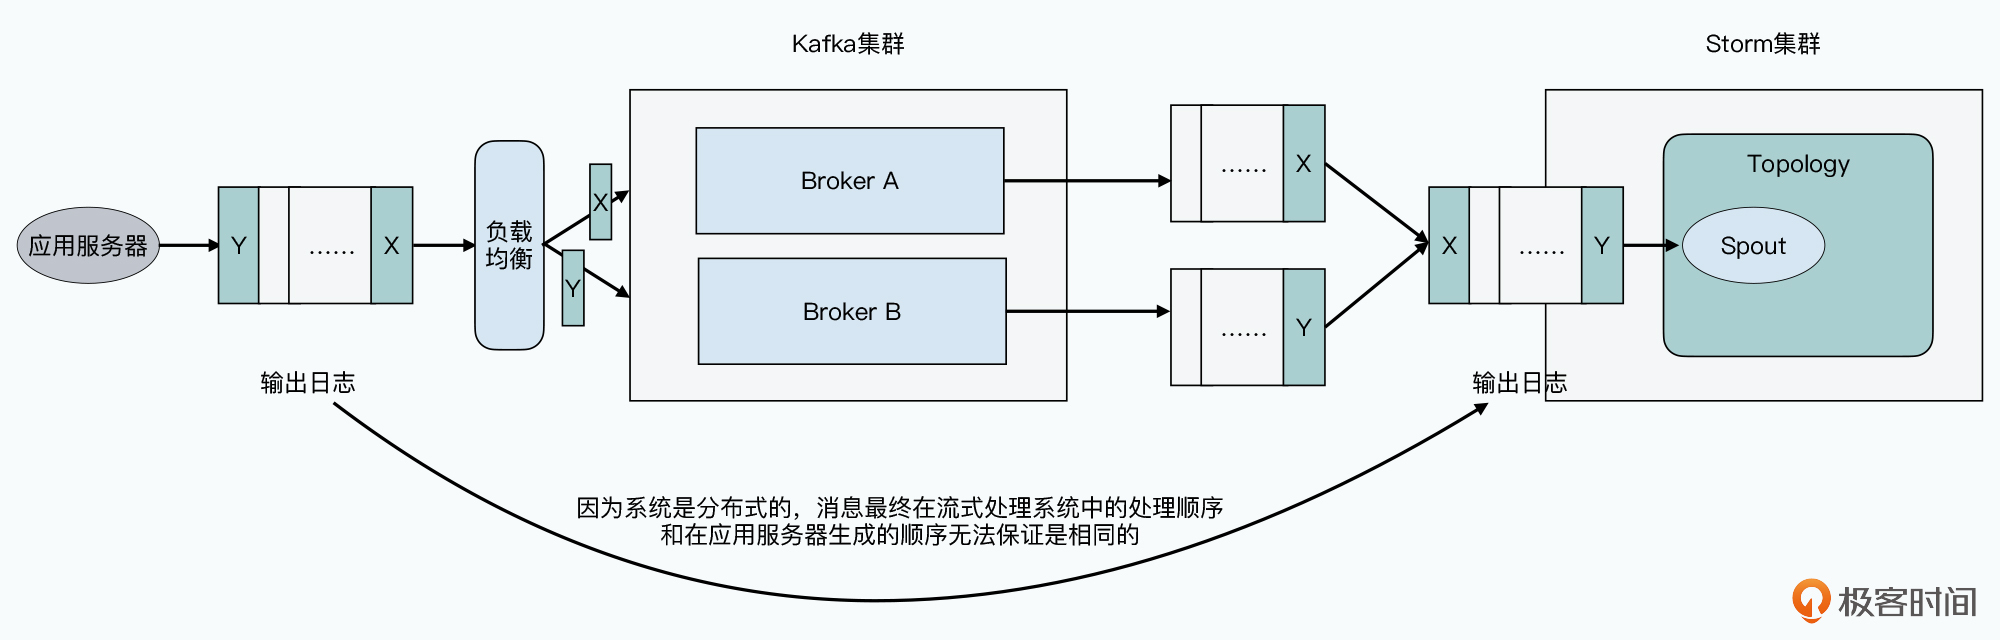 Kafka集群
Storm集群
应用服务器
Y
......
X
负载
均衡
X
Y
Broker A
Broker B
......
X
......
Y
X
......
Y
Topology
Spout
输出日志
输出日志
因为系统是分布式的，消息最终在流式处理系统中的处理顺序
和在应用服务器生成的顺序无法保证是相同的
极客时间